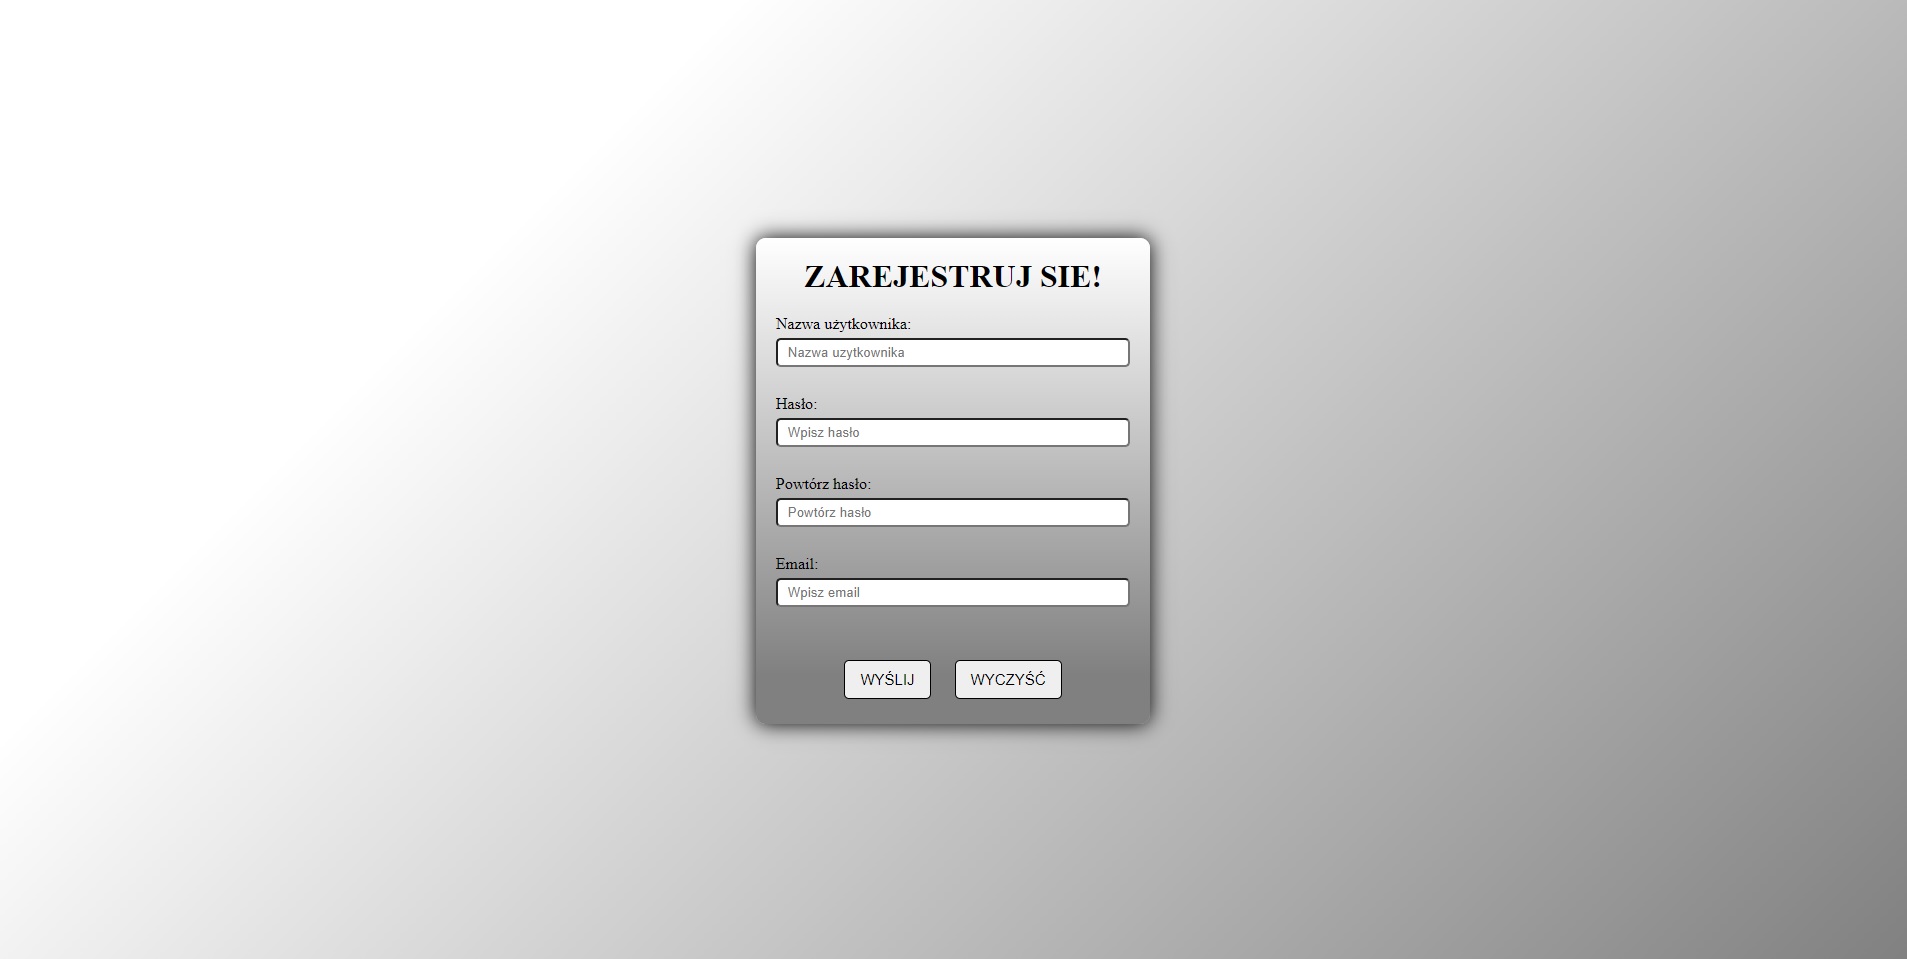 ZAREJESTRUJ SIE!
Nazwa użytkownika:
Nazwa uzytkownika
Hasło:
Wpisz hasło
Powtórz hasło:
Powtórz hasło
Email:
Wpisz email
WYŚLIJ WYCZYŚĆ